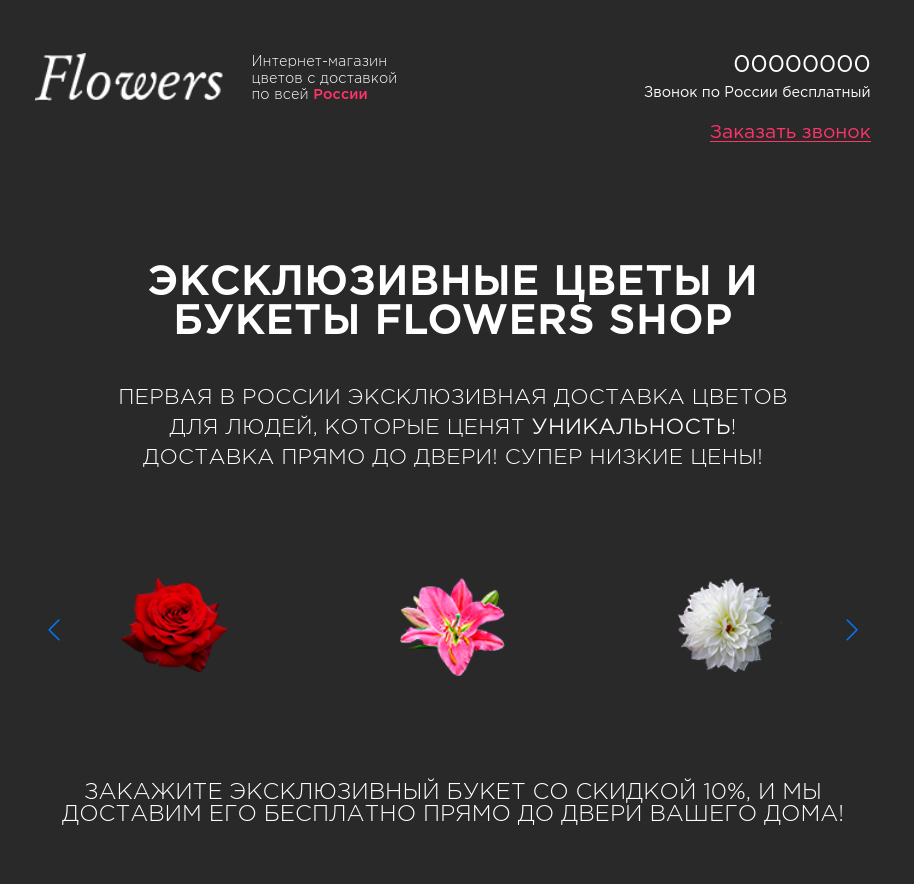 Flowers
Интернет-магазин
цветов с доставкой
по всей России
00000000
Звонок по России бесплатный
Заказать звонок
ЭКСКЛЮЗИВНЫЕ ЦВЕТЫ И
БУКЕТЫ FLOWERS SHOP
ПЕРВАЯ В РОССИИ ЭКСКЛЮЗИВНАЯ ДОСТАВКА ЦВЕТОВ
ДЛЯ ЛЮДЕЙ, КОТОРЫЕ ЦЕНЯТ УНИКАЛЬНОСТЬ!
ДОСТАВКА ПРЯМО ДО ДВЕРИ! СУПЕР НИЗКИЕ ЦЕНЫ!
ЗАКАЖИТЕ ЭКСКЛЮЗИВНЫЙ БУКЕТ СО СКИДКОЙ 10%, И МЫ
ДОСТАВИМ ЕГО БЕСПЛАТНО ПРЯМО ДО ДВЕРИ ВАШЕГО ДОМА!